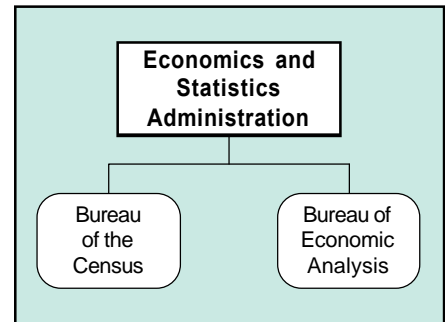 Economics and
Statistics
Administration
Bureau
of the
Census
Bureau of
Economic
Analysis